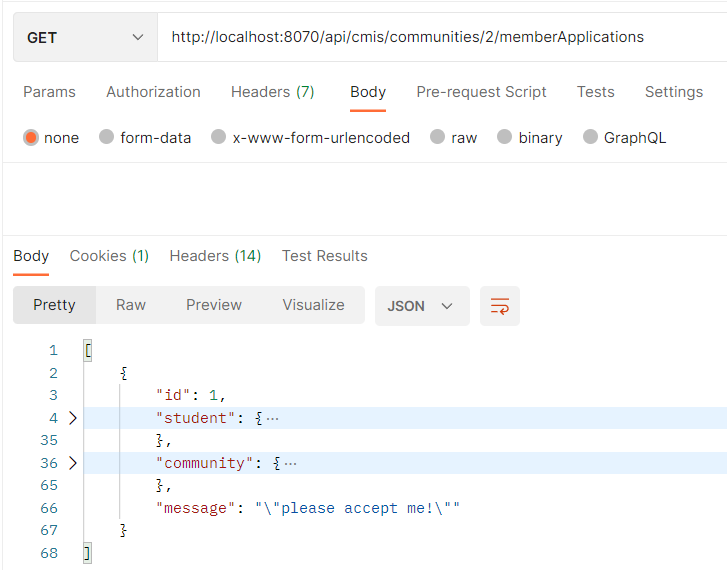 GET http://localhost:8070/api/cmis/communities/2/memberApplications
Params Authorization Headers (7) Body Pre-request Script Tests Settings
none form-data x-www-form-urlencoded raw binary GraphQL
Body Cookies (1) Headers (14) Test Results
Pretty Raw Preview Visualize JSON
1 [
2 {
3 "id": 1,
4 "student": {···
35 },
36 "community": {···
65 },
66 "message": "\"please accept me!\""
67 }
68 ]